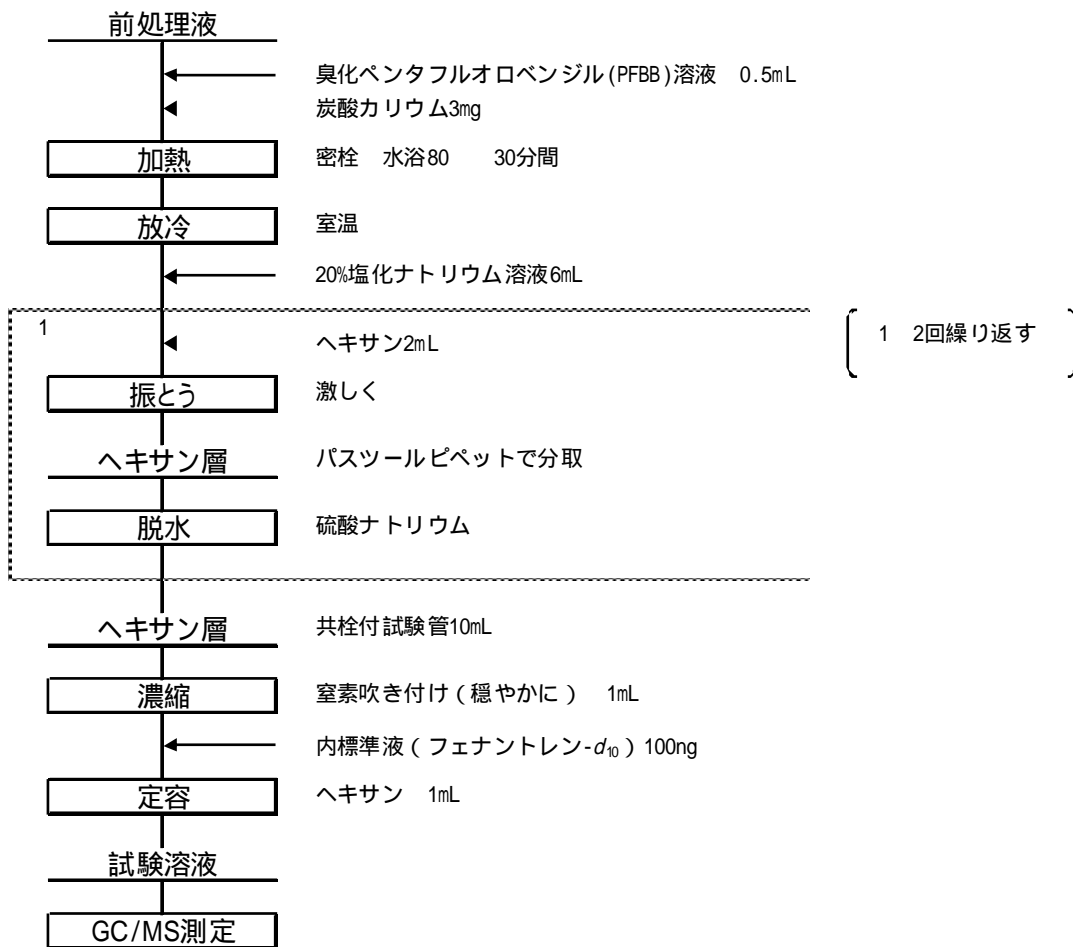 前処理液
臭化ペンタフルオロベンジル(PFBB)溶液 0.5mL
炭酸カリウム3mg
加熱 密栓 水浴80 30分間
放冷 室温
20%塩化ナトリウム溶液6mL
1
ヘキサン2mL
1 2回繰り返す
振とう 激しく
ヘキサン層 パスツールピペットで分取
脱水 硫酸ナトリウム
ヘキサン層 共栓付試験管10mL
濃縮 窒素吹き付け(穏やかに) 1mL
内標準液(フェナントレン-d10)100ng
定容 ヘキサン 1mL
試験溶液
GC/MS測定